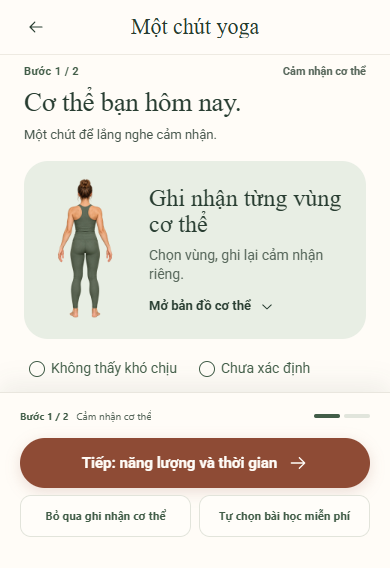 Một chút yoga
Bước 1 / 2
Cảm nhận cơ thể
Cơ thể bạn hôm nay.
Một chút để lắng nghe cảm nhận.
Ghi nhận từng vùng
cơ thể
Chọn vùng, ghi lại cảm nhận
riêng.
Mở bản đồ cơ thể
Không thấy khó chịu
Chưa xác định
Bước 1 / 2 Cảm nhận cơ thể
Tiếp: năng lượng và thời gian
Bỏ qua ghi nhận cơ thể
Tự chọn bài học miễn phí